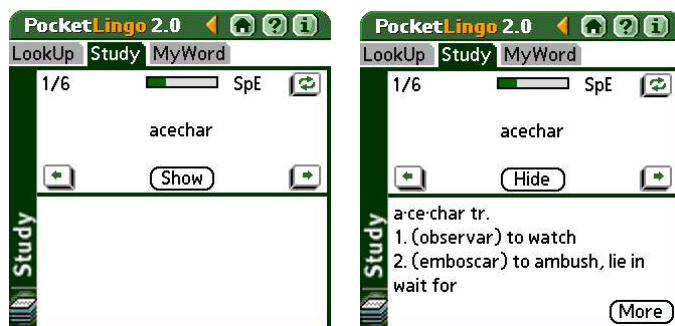 PocketLingo 2.0
LookUp Study MyWord
1/6 SpE
acechar
Show
Study
PocketLingo 2.0
LookUp Study MyWord
1/6 SpE
acechar
Hide
a·ce·char tr.
1. (observar) to watch
2. (emboscar) to ambush, lie in
wait for
More
Study